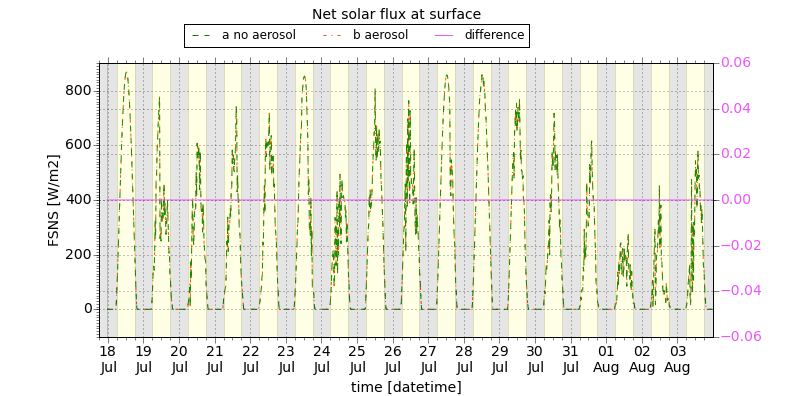 Net solar flux at surface
a no aerosol b aerosol difference
FSNS [W/m2]
800
600
400
200
0
0.06
0.04
0.02
0.00
−0.02
−0.04
−0.06
18 19 20 21 22 23 24 25 26 27 28 29 30 31 01 02 03
Jul Jul Jul Jul Jul Jul Jul Jul Jul Jul Jul Jul Jul Jul Aug Aug Aug
time [datetime]